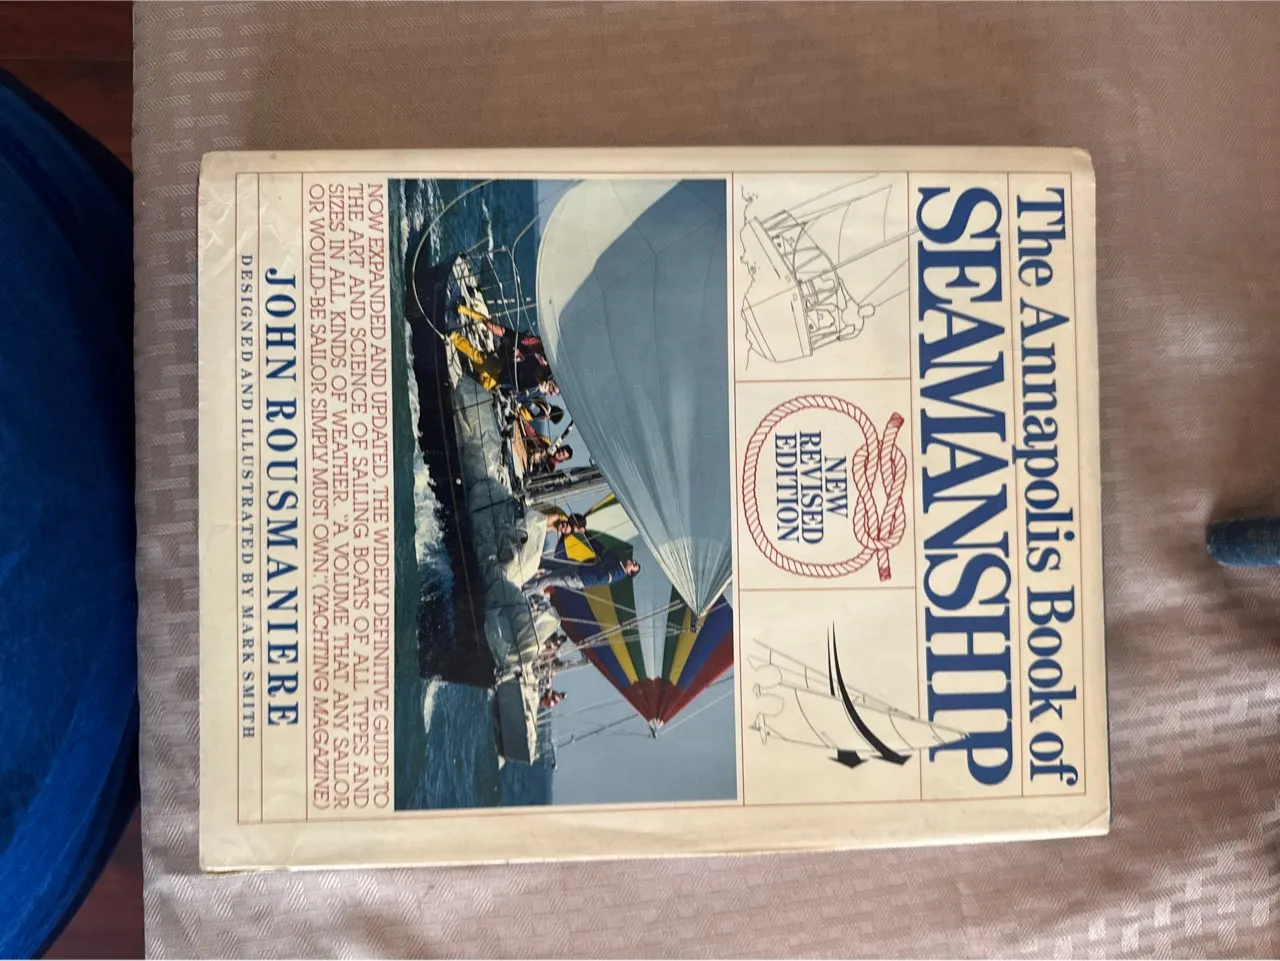 The Annapolis Book of
SEAMANSHIP
NEW
REVISED
EDITION
NOW EXPANDED AND UPDATED, THE WIDELY DEFINITIVE GUIDE TO
THE ART AND SCIENCE OF SAILING BOATS OF ALL TYPES AND
SIZES IN ALL KINDS OF WEATHER. "A VOLUME THAT ANY SAILOR
OR WOULD-BE SAILOR SIMPLY MUST OWN." (YACHTING MAGAZINE)
JOHN ROUSMANIERE
DESIGNED AND ILLUSTRATED BY MARK SMITH